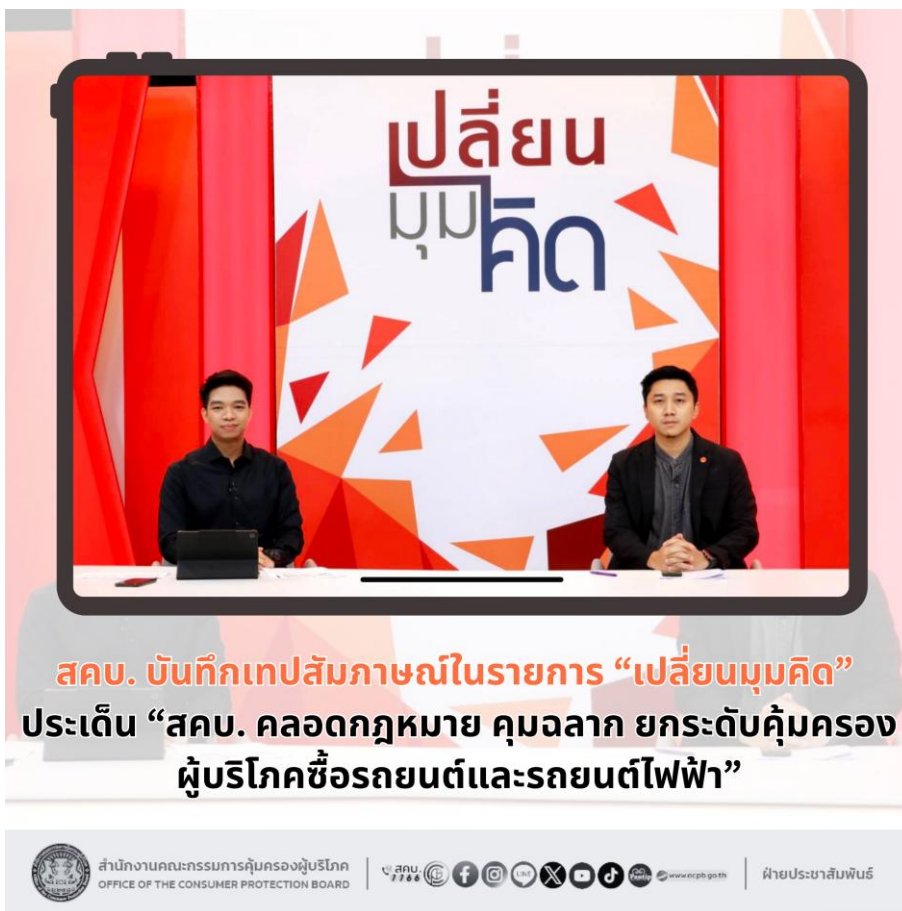 เปลี่ยน
มุม
คิด
สคบ. บันทึกเทปสัมภาษณ์ในรายการ “เปลี่ยนมุมคิด”
ประเด็น “สคบ. คลอดกฎหมาย คุมฉลาก ยกระดับคุ้มครอง
ผู้บริโภคซื้อรถยนต์และรถยนต์ไฟฟ้า”
สำนักงานคณะกรรมการคุ้มครองผู้บริโภค
OFFICE OF THE CONSUMER PROTECTION BOARD
สคบ.
1166
LINE
Pantip
www.ocpb.go.th
ฝ่ายประชาสัมพันธ์